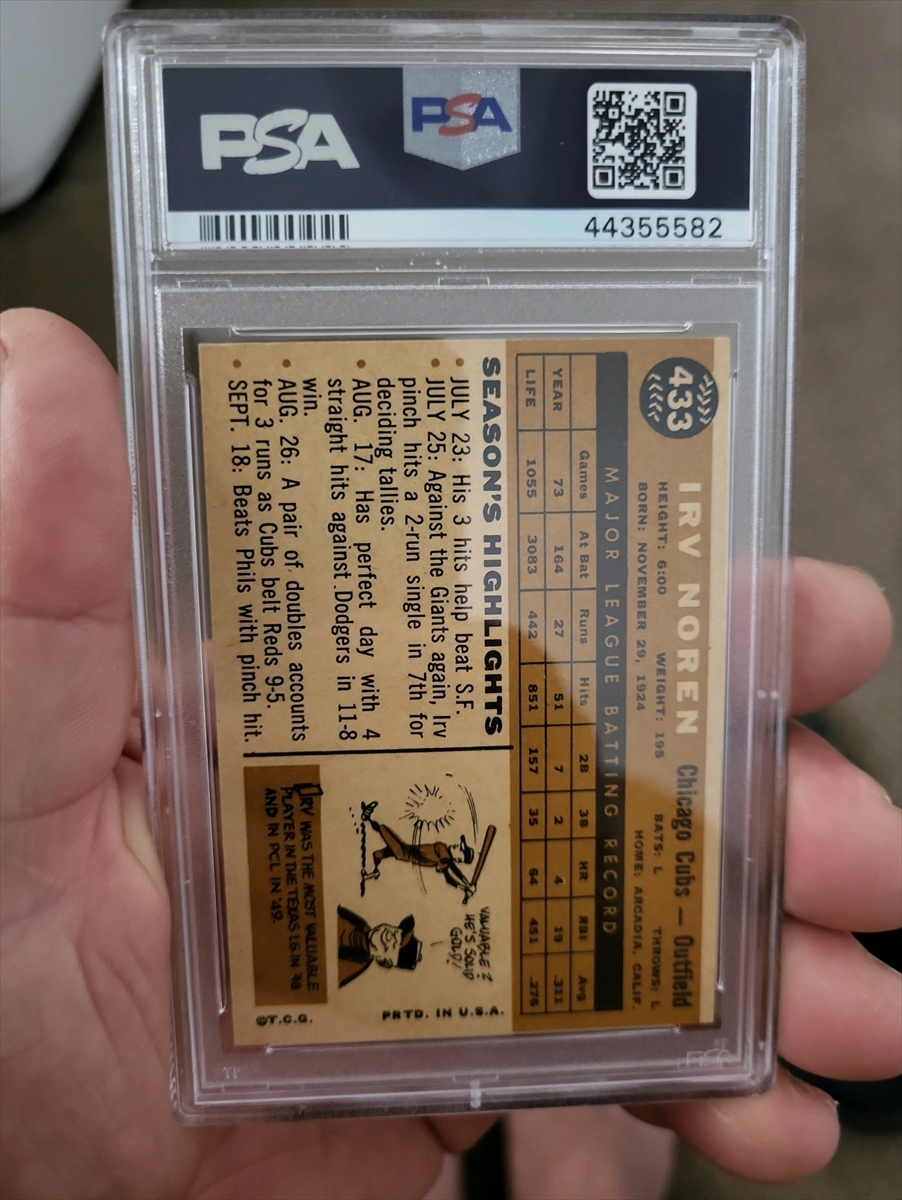 PSA
PSA
44355582
433
IRV NOREN Chicago Cubs — Outfield
HEIGHT: 6:00 WEIGHT: 195 BATS: L THROWS: L
BORN: NOVEMBER 29, 1924 HOME: ARCADIA, CALIF.
MAJOR LEAGUE BATTING RECORD
Games At Bat Runs Hits 2B 3B HR RBI Avg
YEAR 73 164 27 51 7 2 4 19 .311
LIFE 1055 3083 442 851 157 35 64 451 .276
SEASON'S HIGHLIGHTS
• JULY 23: His 3 hits help beat S.F.
• JULY 25: Against the Giants again, Irv
pinch hits a 2-run single in 7th for
deciding tallies.
• AUG. 17: Has perfect day with 4
straight hits against Dodgers in 11-8
win.
• AUG. 26: A pair of doubles accounts
for 3 runs as Cubs belt Reds 9-5.
• SEPT. 18: Beats Phils with pinch hit.
VALUABLE?
HE'S SOLID
GOLD!
IRV WAS THE MOST VALUABLE
PLAYER IN THE TEXAS LG. IN '48
AND IN PCL IN '49.
©T.C.G. PRTD. IN U.S.A.